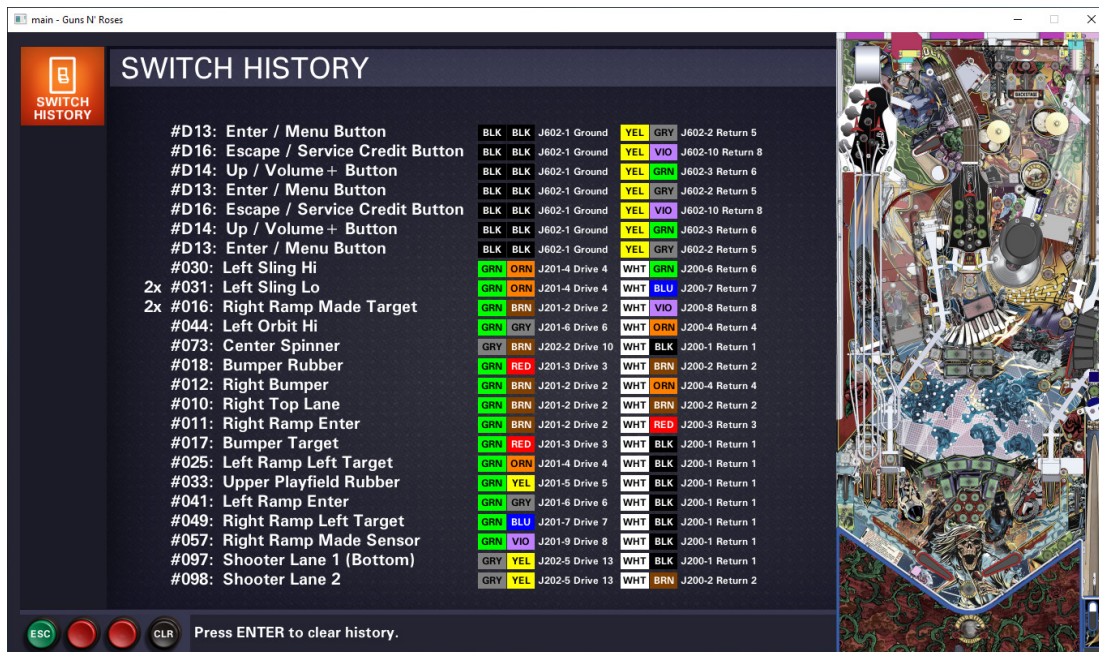 main - Guns N' Roses
SWITCH HISTORY
SWITCH
HISTORY
#D13: Enter / Menu Button BLK BLK J602-1 Ground YEL GRY J602-2 Return 5
#D16: Escape / Service Credit Button BLK BLK J602-1 Ground YEL VIO J602-10 Return 8
#D14: Up / Volume+ Button BLK BLK J602-1 Ground YEL GRN J602-3 Return 6
#D13: Enter / Menu Button BLK BLK J602-1 Ground YEL GRY J602-2 Return 5
#D16: Escape / Service Credit Button BLK BLK J602-1 Ground YEL VIO J602-10 Return 8
#D14: Up / Volume+ Button BLK BLK J602-1 Ground YEL GRN J602-3 Return 6
#D13: Enter / Menu Button BLK BLK J602-1 Ground YEL GRY J602-2 Return 5
#030: Left Sling Hi GRN ORN J201-4 Drive 4 WHT GRN J200-6 Return 6
2x #031: Left Sling Lo GRN ORN J201-4 Drive 4 WHT BLU J200-7 Return 7
2x #016: Right Ramp Made Target GRN BRN J201-2 Drive 2 WHT VIO J200-8 Return 8
#044: Left Orbit Hi GRN GRY J201-6 Drive 6 WHT ORN J200-4 Return 4
#073: Center Spinner GRY BRN J202-2 Drive 10 WHT BLK J200-1 Return 1
#018: Bumper Rubber GRN RED J201-3 Drive 3 WHT BRN J200-2 Return 2
#012: Right Bumper GRN BRN J201-2 Drive 2 WHT ORN J200-4 Return 4
#010: Right Top Lane GRN BRN J201-2 Drive 2 WHT BRN J200-2 Return 2
#011: Right Ramp Enter GRN BRN J201-2 Drive 2 WHT RED J200-3 Return 3
#017: Bumper Target GRN RED J201-3 Drive 3 WHT BLK J200-1 Return 1
#025: Left Ramp Left Target GRN ORN J201-4 Drive 4 WHT BLK J200-1 Return 1
#033: Upper Playfield Rubber GRN YEL J201-5 Drive 5 WHT BLK J200-1 Return 1
#041: Left Ramp Enter GRN GRY J201-6 Drive 6 WHT BLK J200-1 Return 1
#049: Right Ramp Left Target GRN BLU J201-7 Drive 7 WHT BLK J200-1 Return 1
#057: Right Ramp Made Sensor GRN VIO J201-9 Drive 8 WHT BLK J200-1 Return 1
#097: Shooter Lane 1 (Bottom) GRY YEL J202-5 Drive 13 WHT BLK J200-1 Return 1
#098: Shooter Lane 2 GRY YEL J202-5 Drive 13 WHT BRN J200-2 Return 2
ESC CLR Press ENTER to clear history.
BACKSTAGE